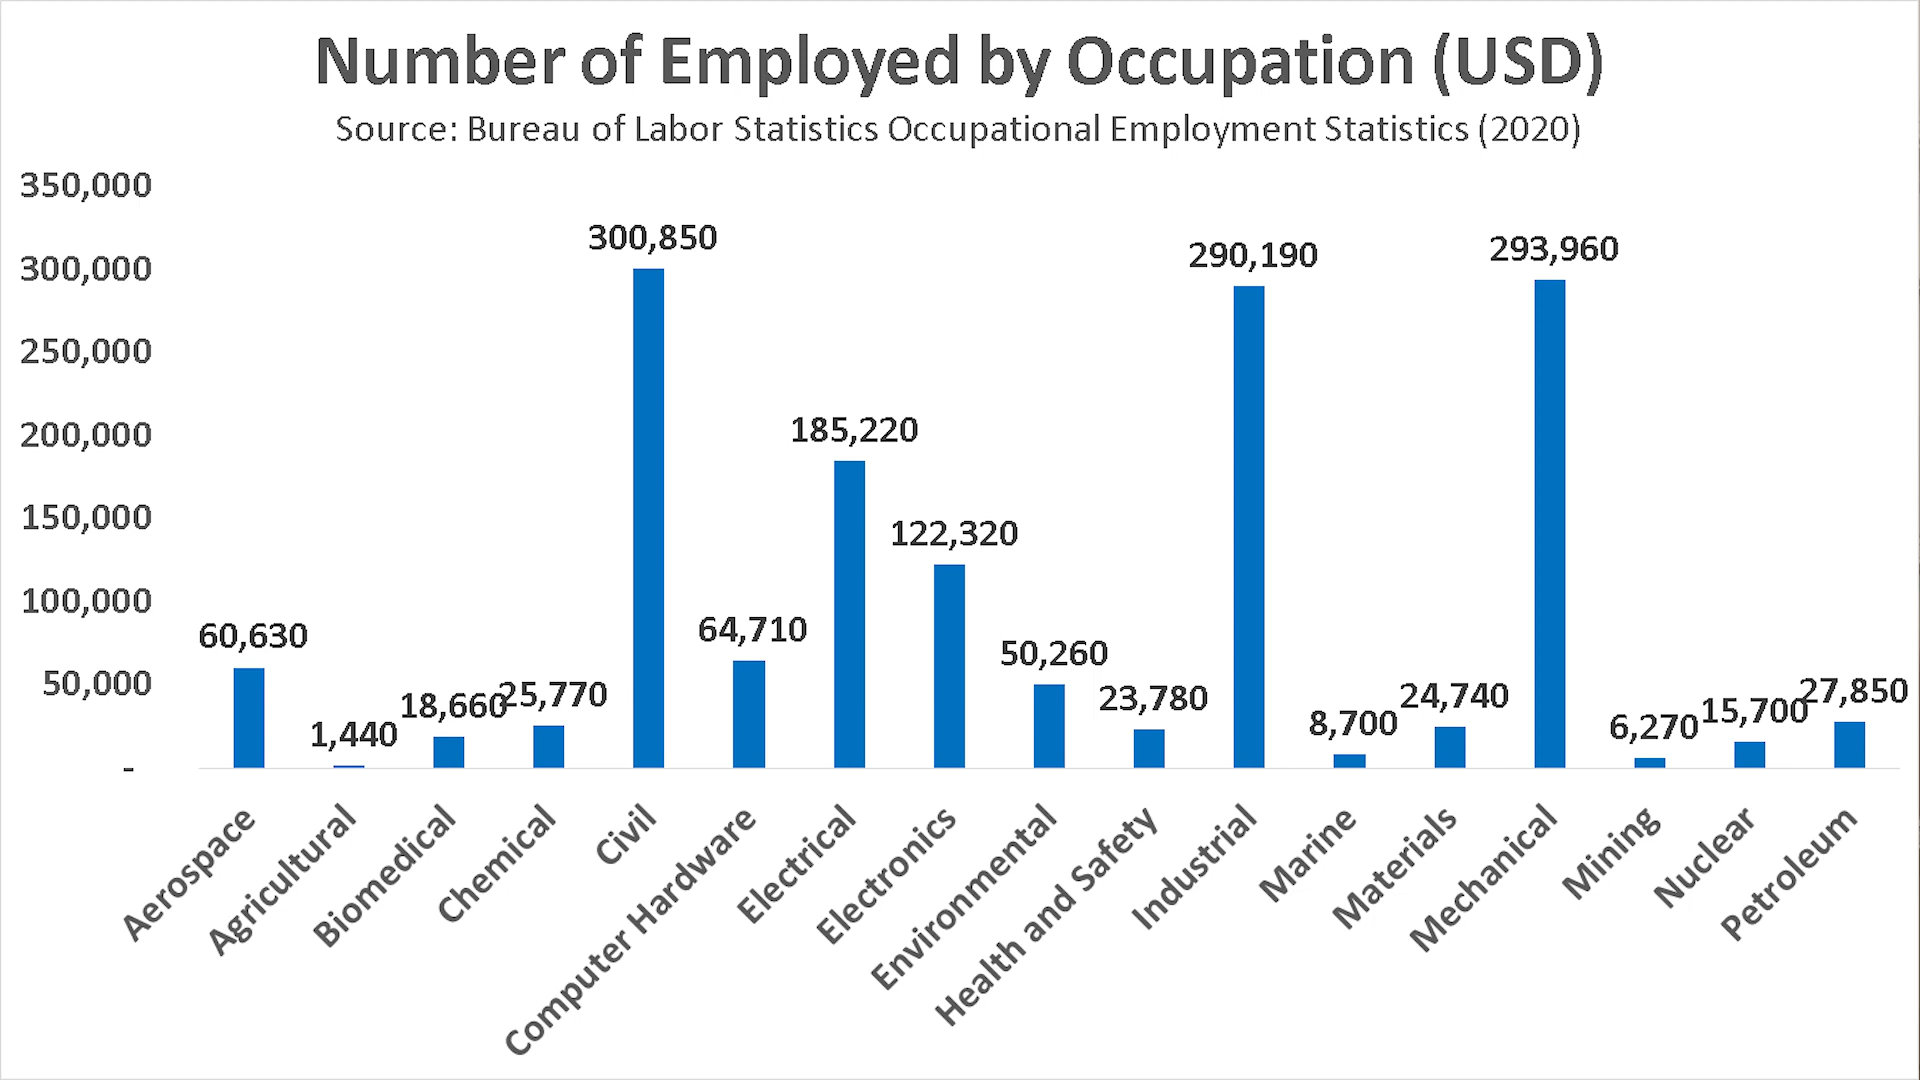 Number of Employed by Occupation (USD)
Source: Bureau of Labor Statistics Occupational Employment Statistics (2020)
350,000
300,000
250,000
200,000
150,000
100,000
50,000
-
60,630
1,440
18,660
25,770
300,850
64,710
185,220
122,320
50,260
23,780
290,190
8,700
24,740
293,960
6,270
15,700
27,850
Aerospace
Agricultural
Biomedical
Chemical
Civil
Computer Hardware
Electrical
Electronics
Environmental
Health and Safety
Industrial
Marine
Materials
Mechanical
Mining
Nuclear
Petroleum